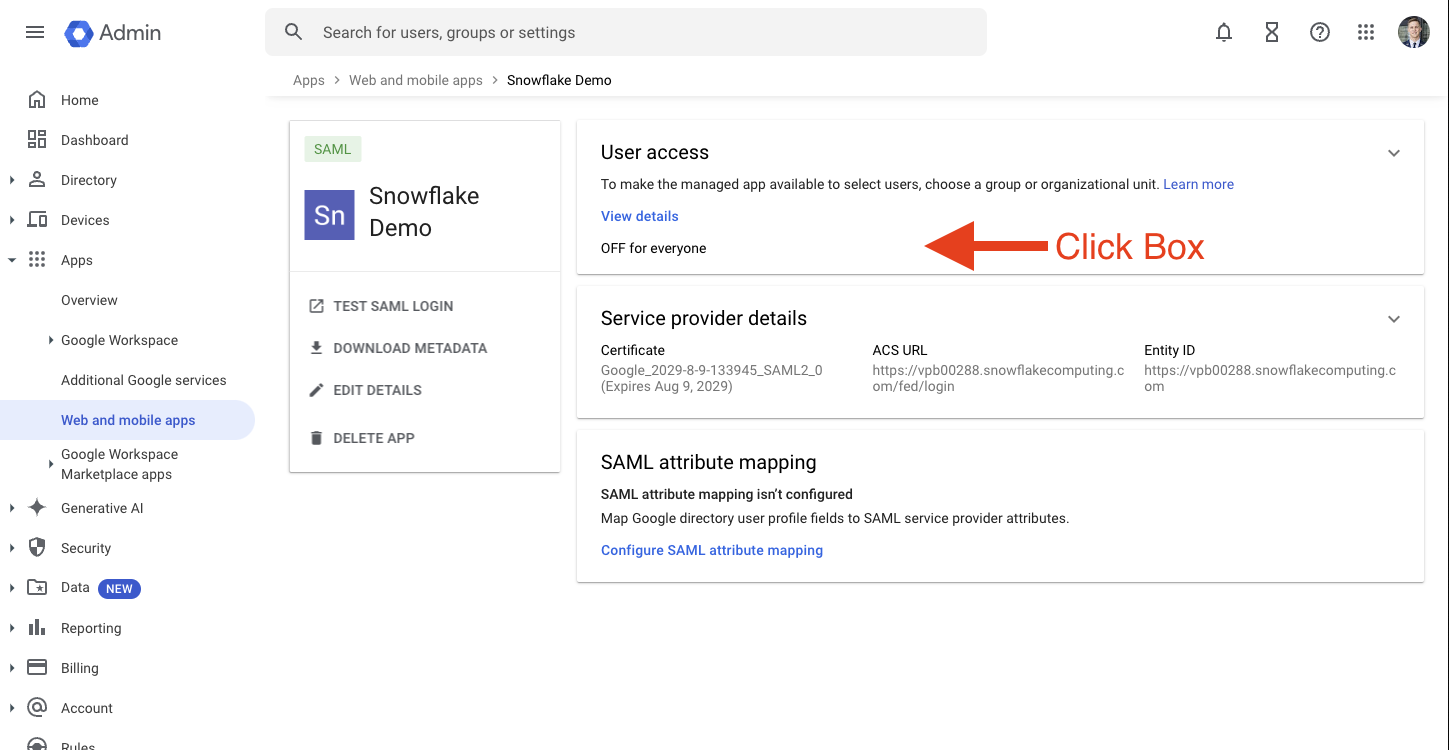 Admin
Search for users, groups or settings
Apps > Web and mobile apps > Snowflake Demo
Home
Dashboard
Directory
Devices
Apps
Overview
Google Workspace
Additional Google services
Web and mobile apps
Google Workspace
Marketplace apps
Generative AI
Security
Data NEW
Reporting
Billing
Account
Rules
SAML
Sn
Snowflake
Demo
TEST SAML LOGIN
DOWNLOAD METADATA
EDIT DETAILS
DELETE APP
User access
To make the managed app available to select users, choose a group or organizational unit. Learn more
View details
OFF for everyone
Click Box
Service provider details
Certificate
Google_2029-8-9-133945_SAML2_0
(Expires Aug 9, 2029)
ACS URL
https://vpb00288.snowflakecomputing.c
om/fed/login
Entity ID
https://vpb00288.snowflakecomputing.c
om
SAML attribute mapping
SAML attribute mapping isn’t configured
Map Google directory user profile fields to SAML service provider attributes.
Configure SAML attribute mapping